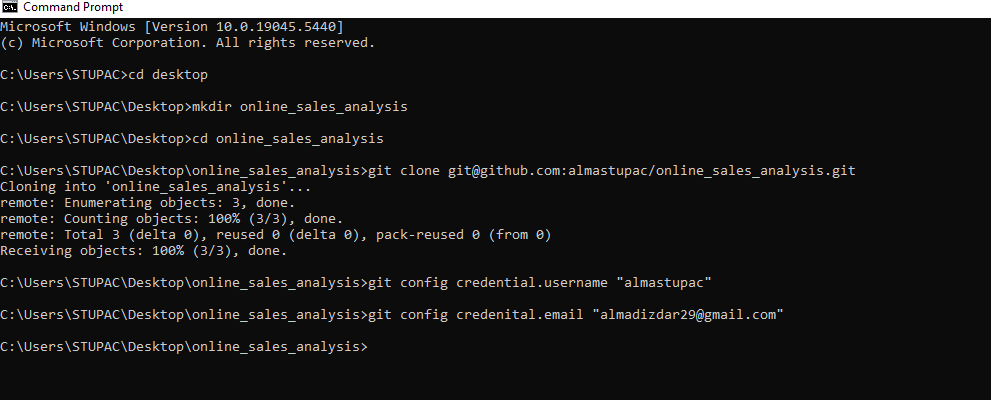 Command Prompt
Microsoft Windows [Version 10.0.19045.5440]
(c) Microsoft Corporation. All rights reserved.
C:\Users\STUPAC>cd desktop
C:\Users\STUPAC\Desktop>mkdir online_sales_analysis
C:\Users\STUPAC\Desktop>cd online_sales_analysis
C:\Users\STUPAC\Desktop\online_sales_analysis>git clone git@github.com:almastupac/online_sales_analysis.git
Cloning into 'online_sales_analysis'...
remote: Enumerating objects: 3, done.
remote: Counting objects: 100% (3/3), done.
remote: Total 3 (delta 0), reused 0 (delta 0), pack-reused 0 (from 0)
Receiving objects: 100% (3/3), done.
C:\Users\STUPAC\Desktop\online_sales_analysis>git config credential.username "almastupac"
C:\Users\STUPAC\Desktop\online_sales_analysis>git config credenital.email "almadizdar29@gmail.com"
C:\Users\STUPAC\Desktop\online_sales_analysis>